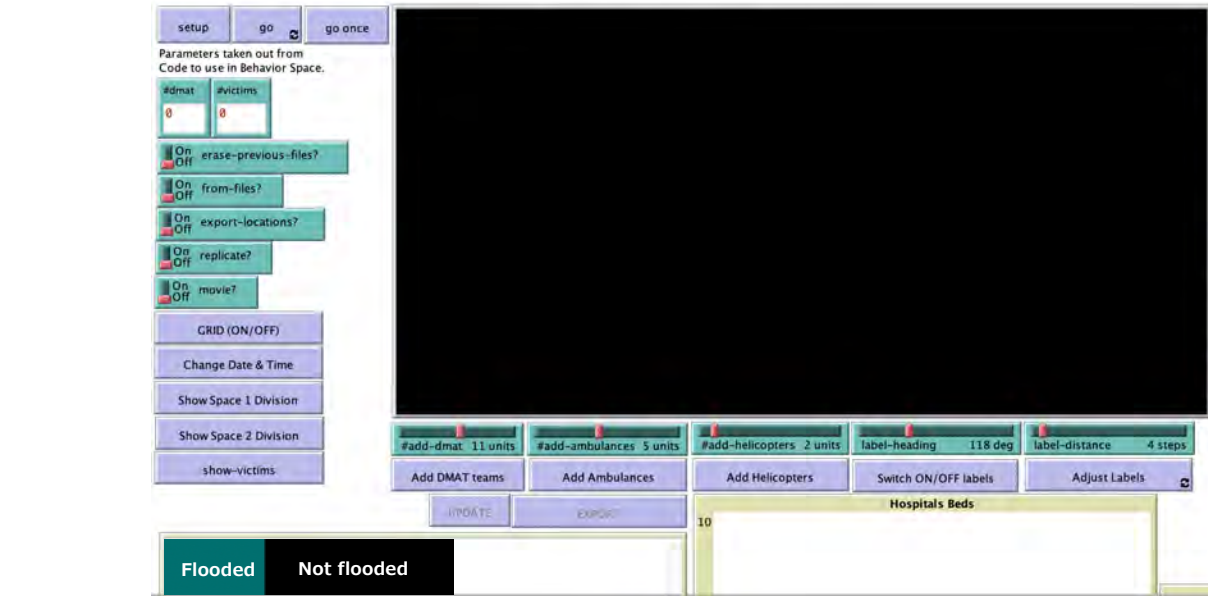 setup
go
go once
Parameters taken out from
Code to use in Behavior Space.
#dmat
#victims
0
0
On
Off
erase-previous-files?
On
Off
from-files?
On
Off
export-locations?
On
Off
replicate?
On
Off
movie?
GRID (ON/OFF)
Change Date & Time
Show Space 1 Division
Show Space 2 Division
show-victims
#add-dmat 11 units
#add-ambulances 5 units
#add-helicopters 2 units
label-heading 118 deg
label-distance 4 steps
Add DMAT teams
Add Ambulances
Add Helicopters
Switch ON/OFF labels
Adjust Labels
UPDATE
EXPORT
Hospitals Beds
10
Flooded
Not flooded